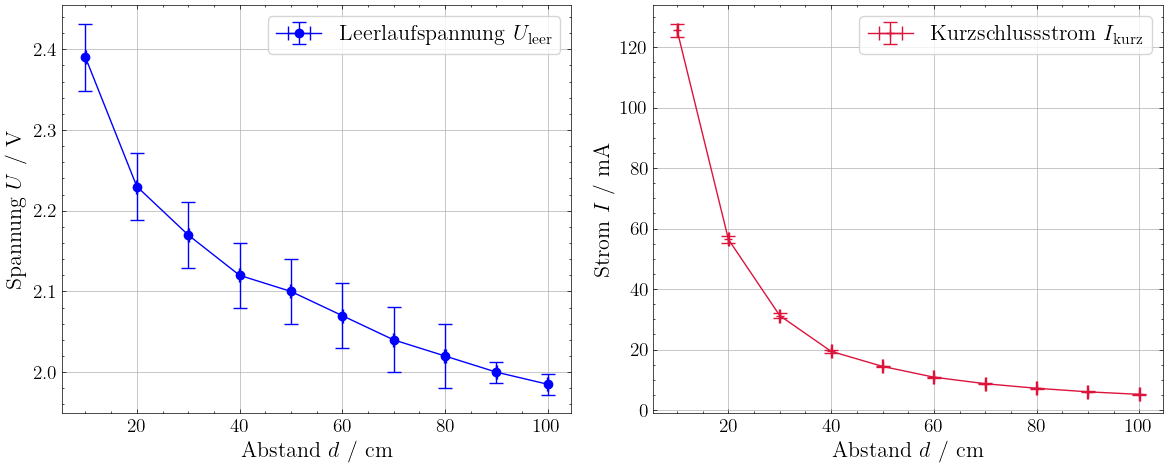 Leerlaufspannung U_leer
Spannung U / V
2.4
2.3
2.2
2.1
2.0
20 40 60 80 100
Abstand d / cm
Kurzschlussstrom I_kurz
Strom I / mA
120
100
80
60
40
20
0
20 40 60 80 100
Abstand d / cm